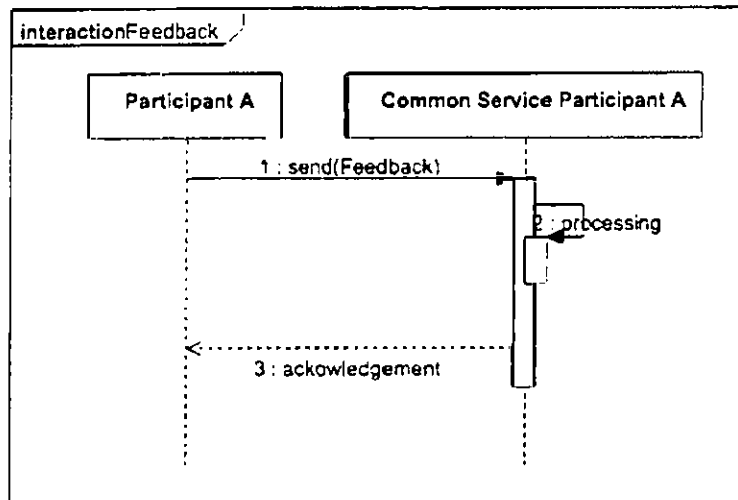 interactionFeedback
Participant A
Common Service Participant A
1 : send(Feedback)
2 : processing
3 : ackowledgement